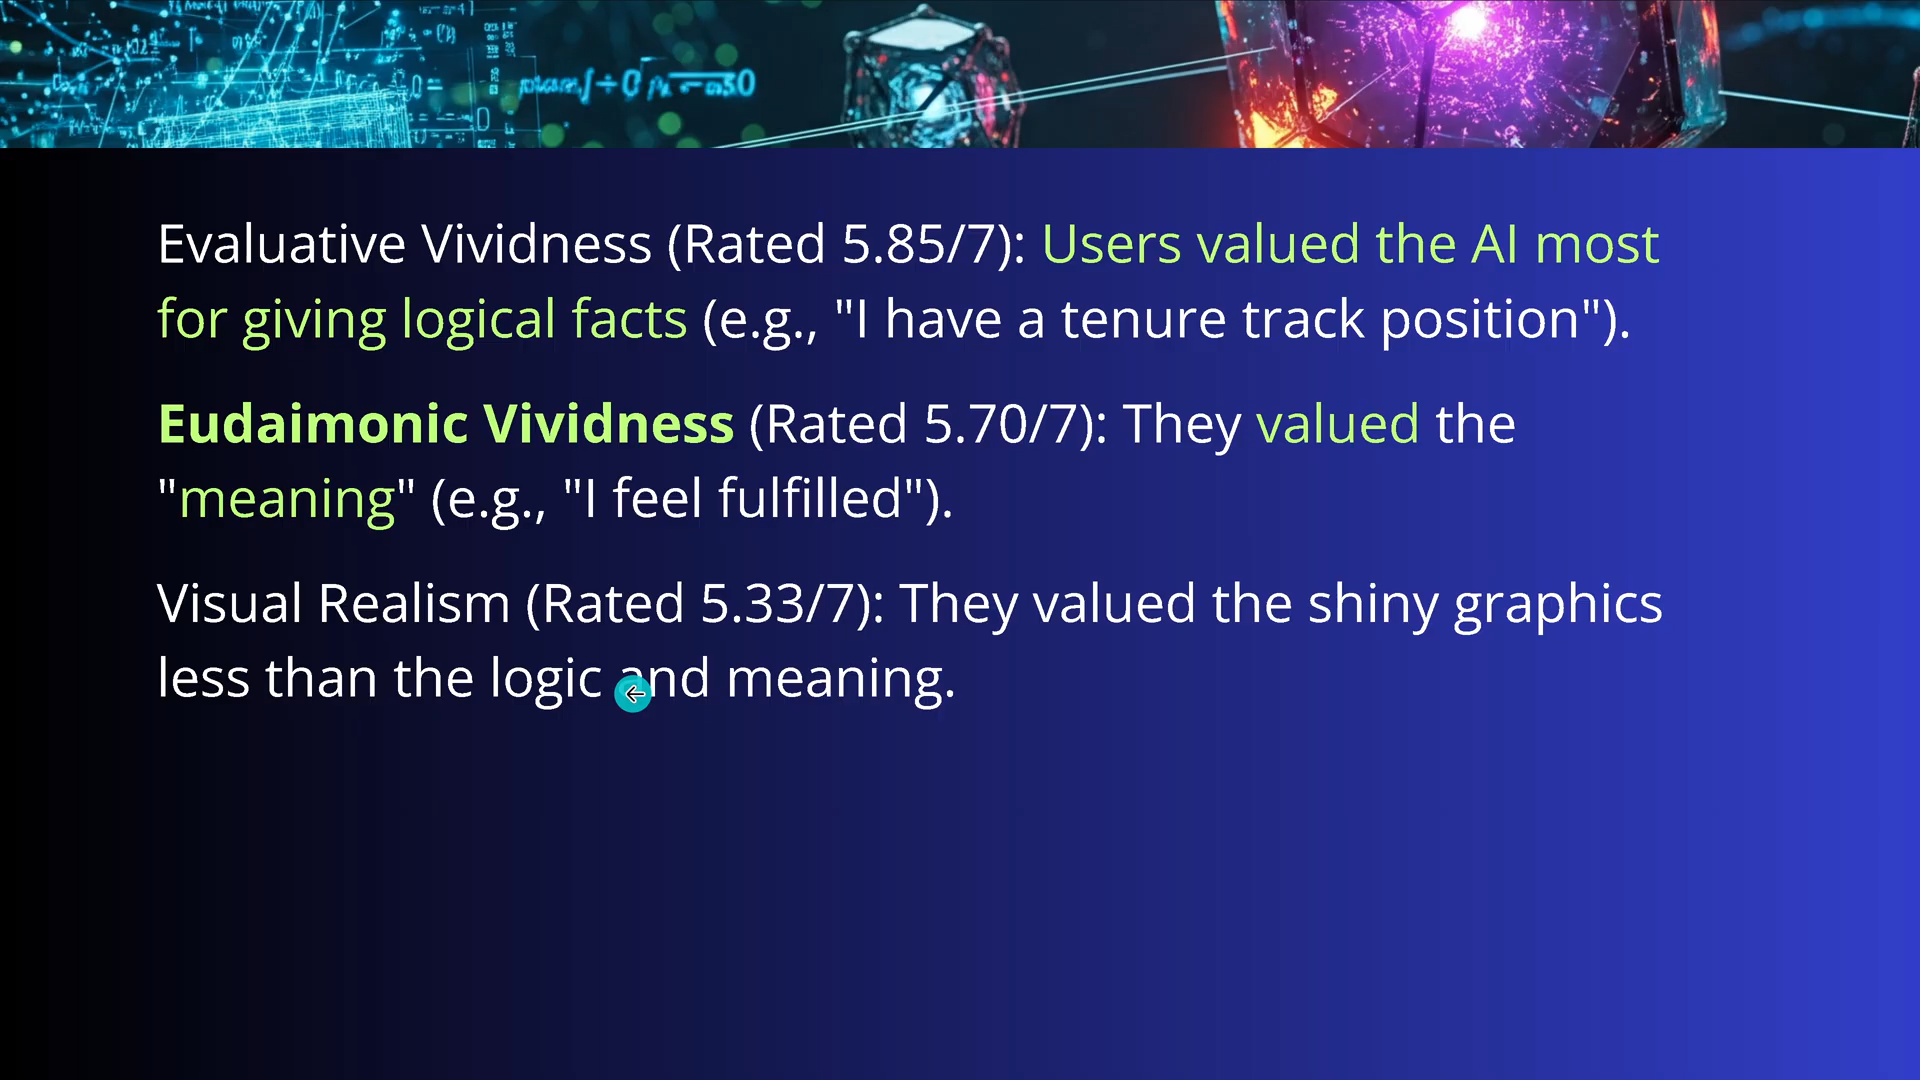 Evaluative Vividness (Rated 5.85/7): Users valued the AI most
for giving logical facts (e.g., "I have a tenure track position").
Eudaimonic Vividness (Rated 5.70/7): They valued the
"meaning" (e.g., "I feel fulfilled").
Visual Realism (Rated 5.33/7): They valued the shiny graphics
less than the logic and meaning.